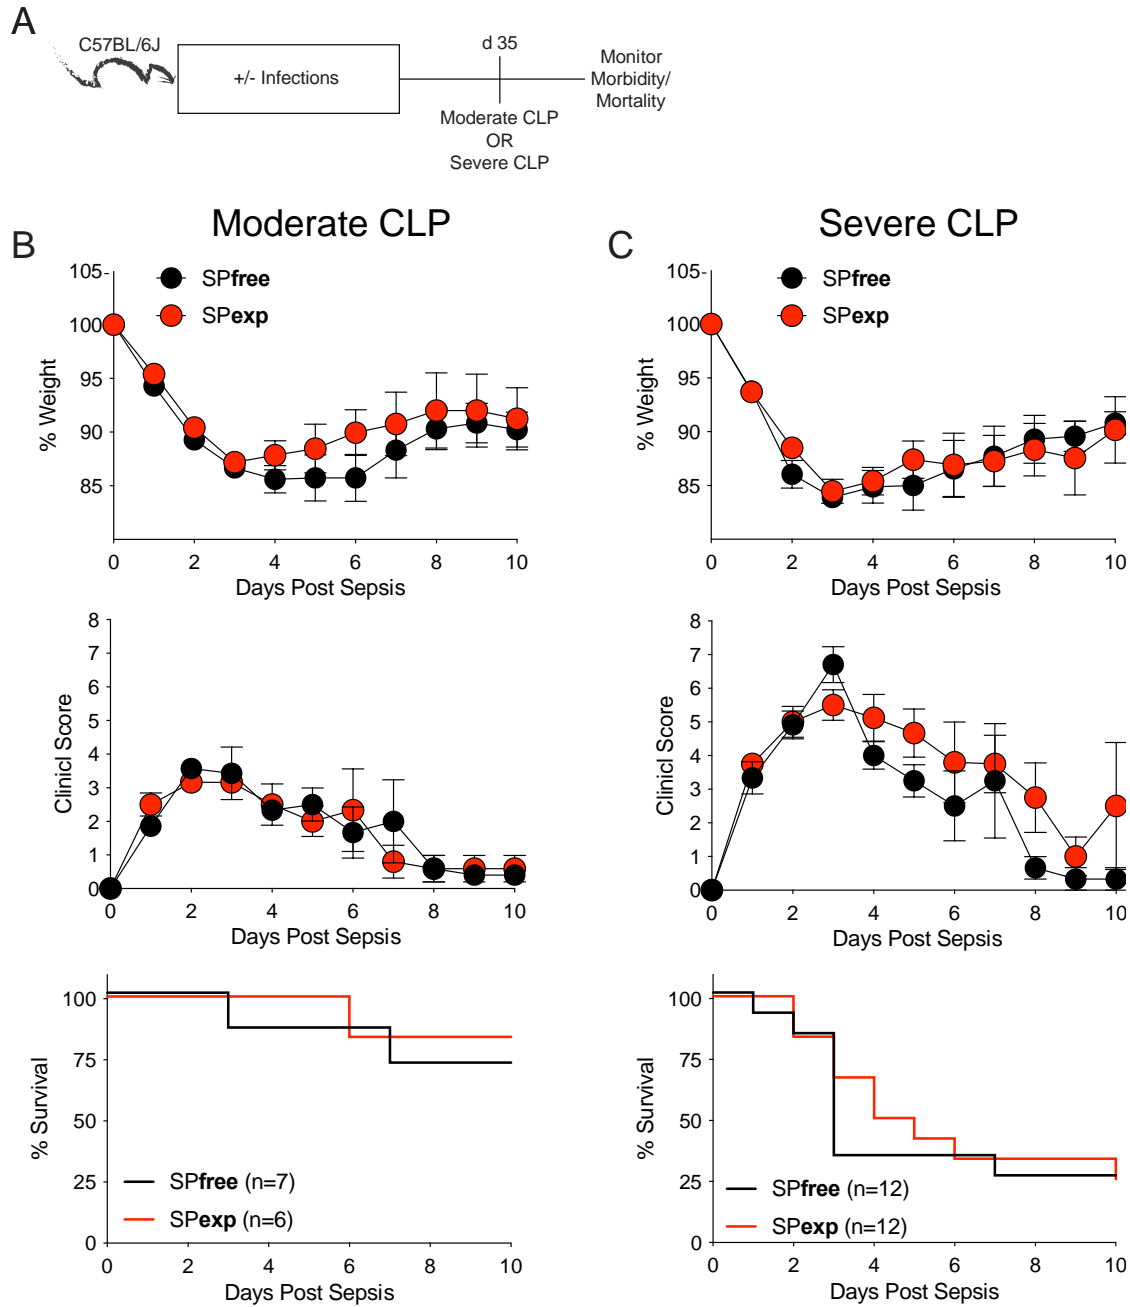 A
C57BL/6J
+/- Infections
d 35
Moderate CLP
OR
Severe CLP
Monitor
Morbidity/
Mortality
Moderate CLP
B
105
100
95
90
85
% Weight
SPfree
SPexp
0 2 4 6 8 10
Days Post Sepsis
8
7
6
5
4
3
2
1
0
Clinicl Score
0 2 4 6 8 10
Days Post Sepsis
100
75
50
25
0
% Survival
SPfree (n=7)
SPexp (n=6)
0 2 4 6 8 10
Days Post Sepsis
Severe CLP
C
105
100
95
90
85
% Weight
SPfree
SPexp
0 2 4 6 8 10
Days Post Sepsis
8
7
6
5
4
3
2
1
0
Clinicl Score
0 2 4 6 8 10
Days Post Sepsis
100
75
50
25
0
% Survival
SPfree (n=12)
SPexp (n=12)
0 2 4 6 8 10
Days Post Sepsis